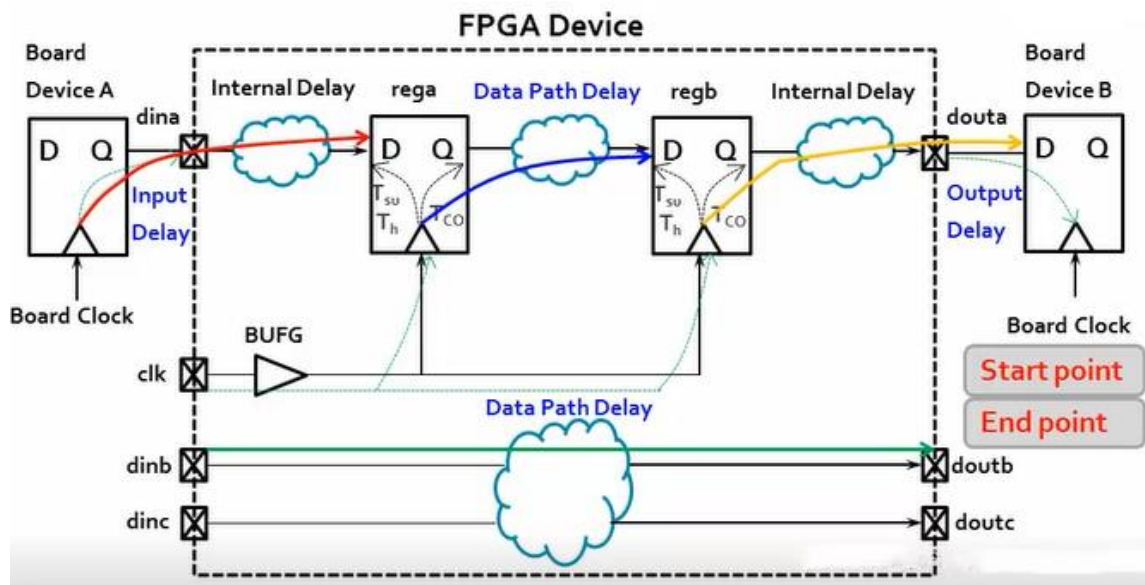 FPGA Device
Board
Device A
Board
Device B
Internal Delay
rega
Data Path Delay
regb
Internal Delay
dina
douta
D Q
D Q
D Q
D Q
Input
Delay
Tsu
Th
TCO
Tsu
Th
TCO
Output
Delay
Board Clock
Board Clock
BUFG
clk
Start point
End point
Data Path Delay
dinb
doutb
dinc
doutc